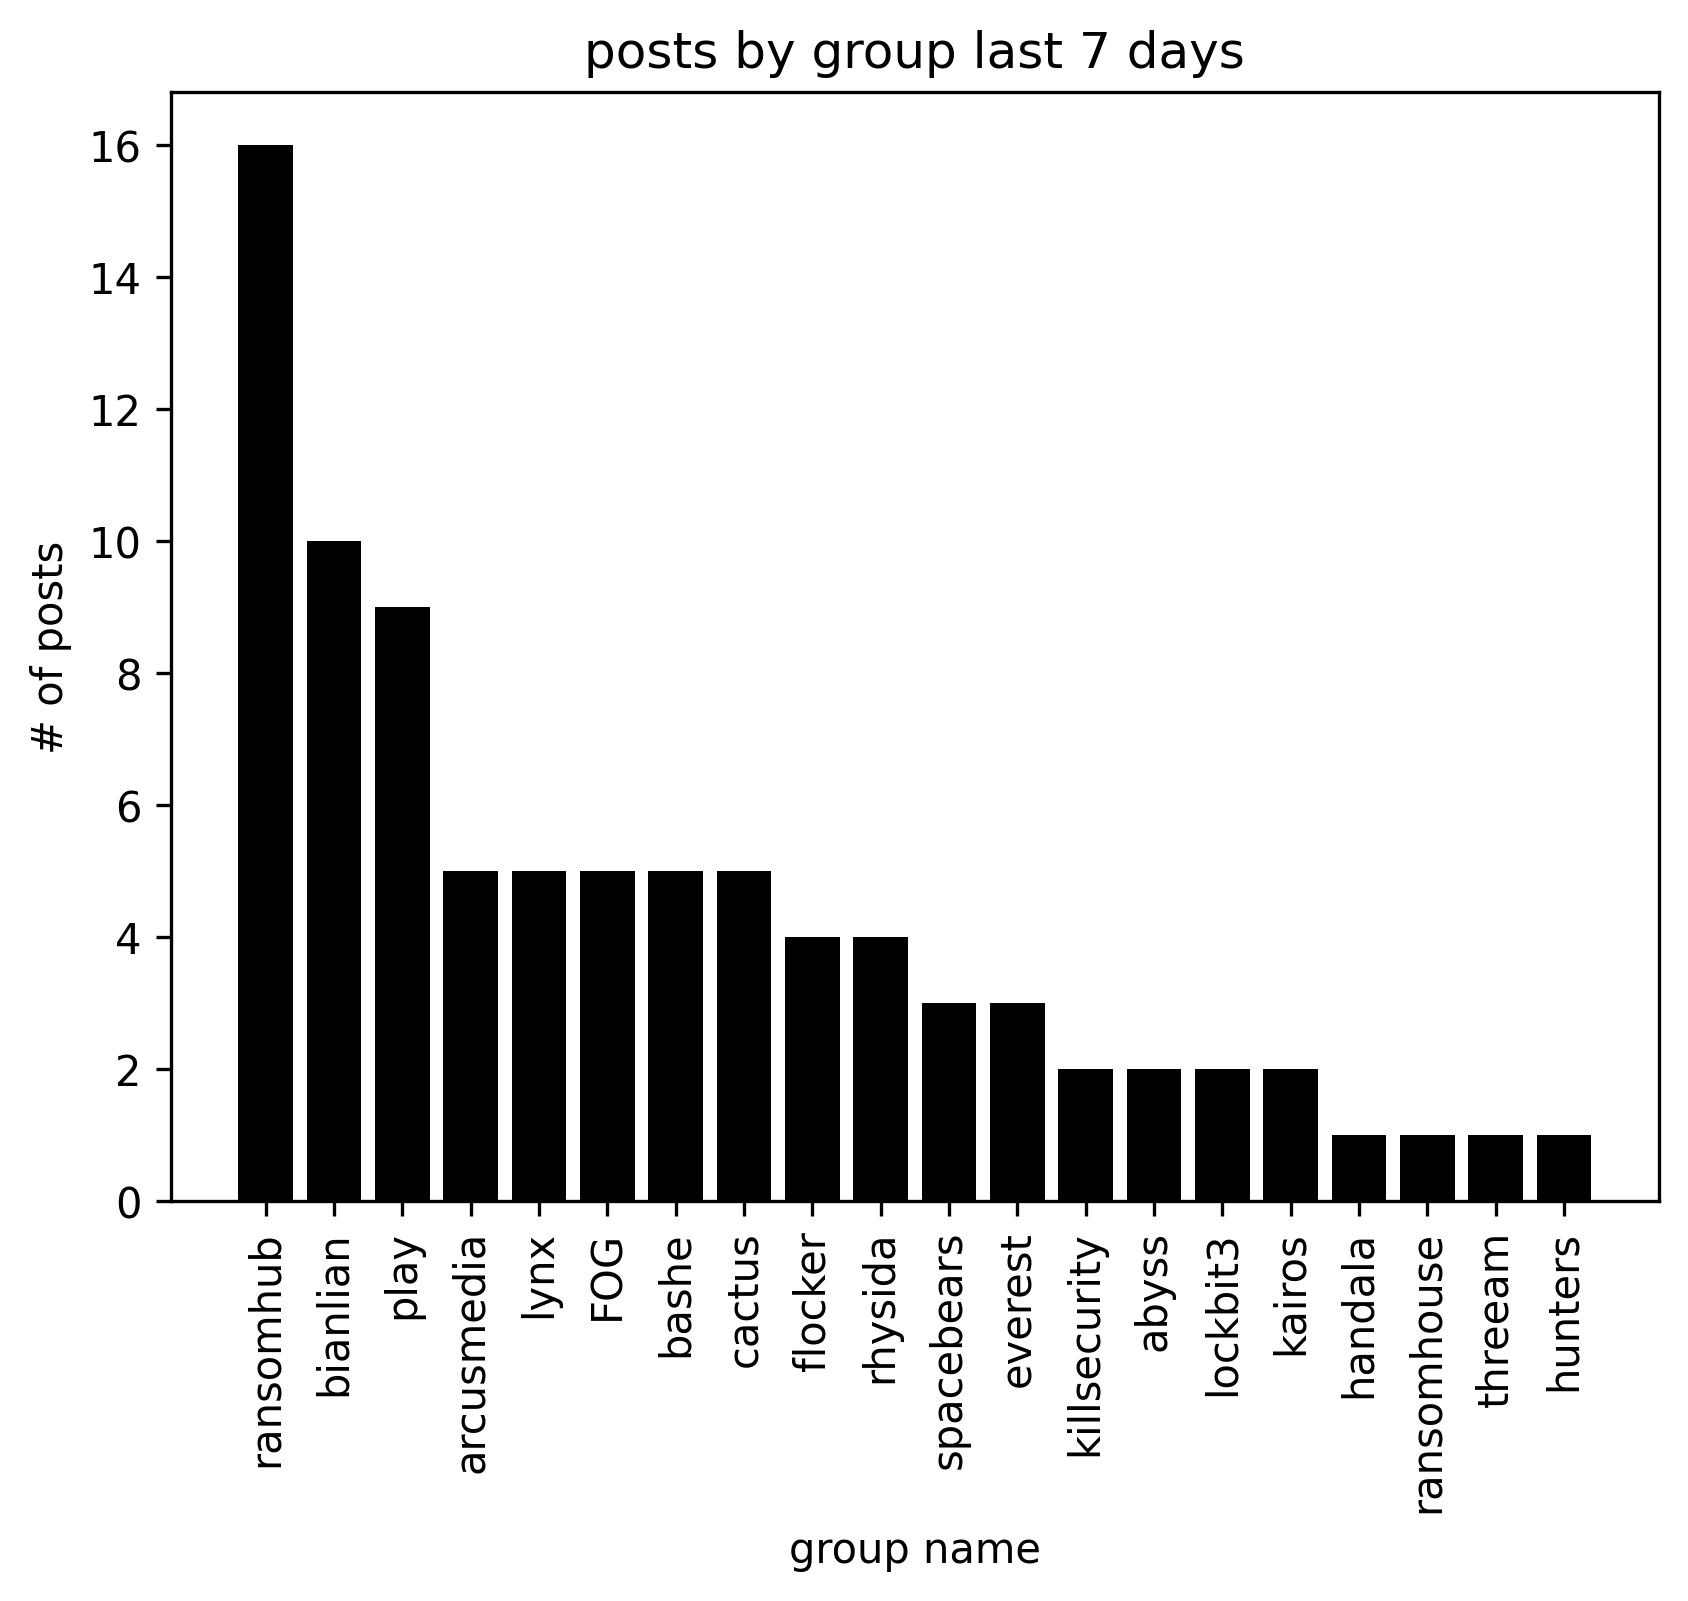 posts by group last 7 days
# of posts
16
14
12
10
8
6
4
2
0
ransomhub
bianlian
play
arcusmedia
lynx
FOG
bashe
cactus
flocker
rhysida
spacebears
everest
killsecurity
abyss
lockbit3
kairos
handala
ransomhouse
threeam
hunters
group name